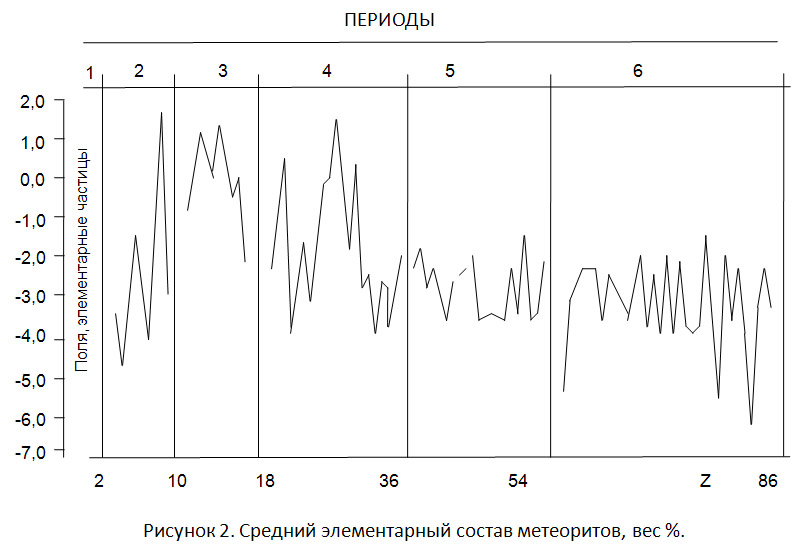 ПЕРИОДЫ
1 2 3 4 5 6
2,0
1,0
0,0
-1,0
-2,0
-3,0
-4,0
-5,0
-6,0
-7,0
Поля, элементарные частицы
2 10 18 36 54 Z 86
Рисунок 2. Средний элементарный состав метеоритов, вес %.